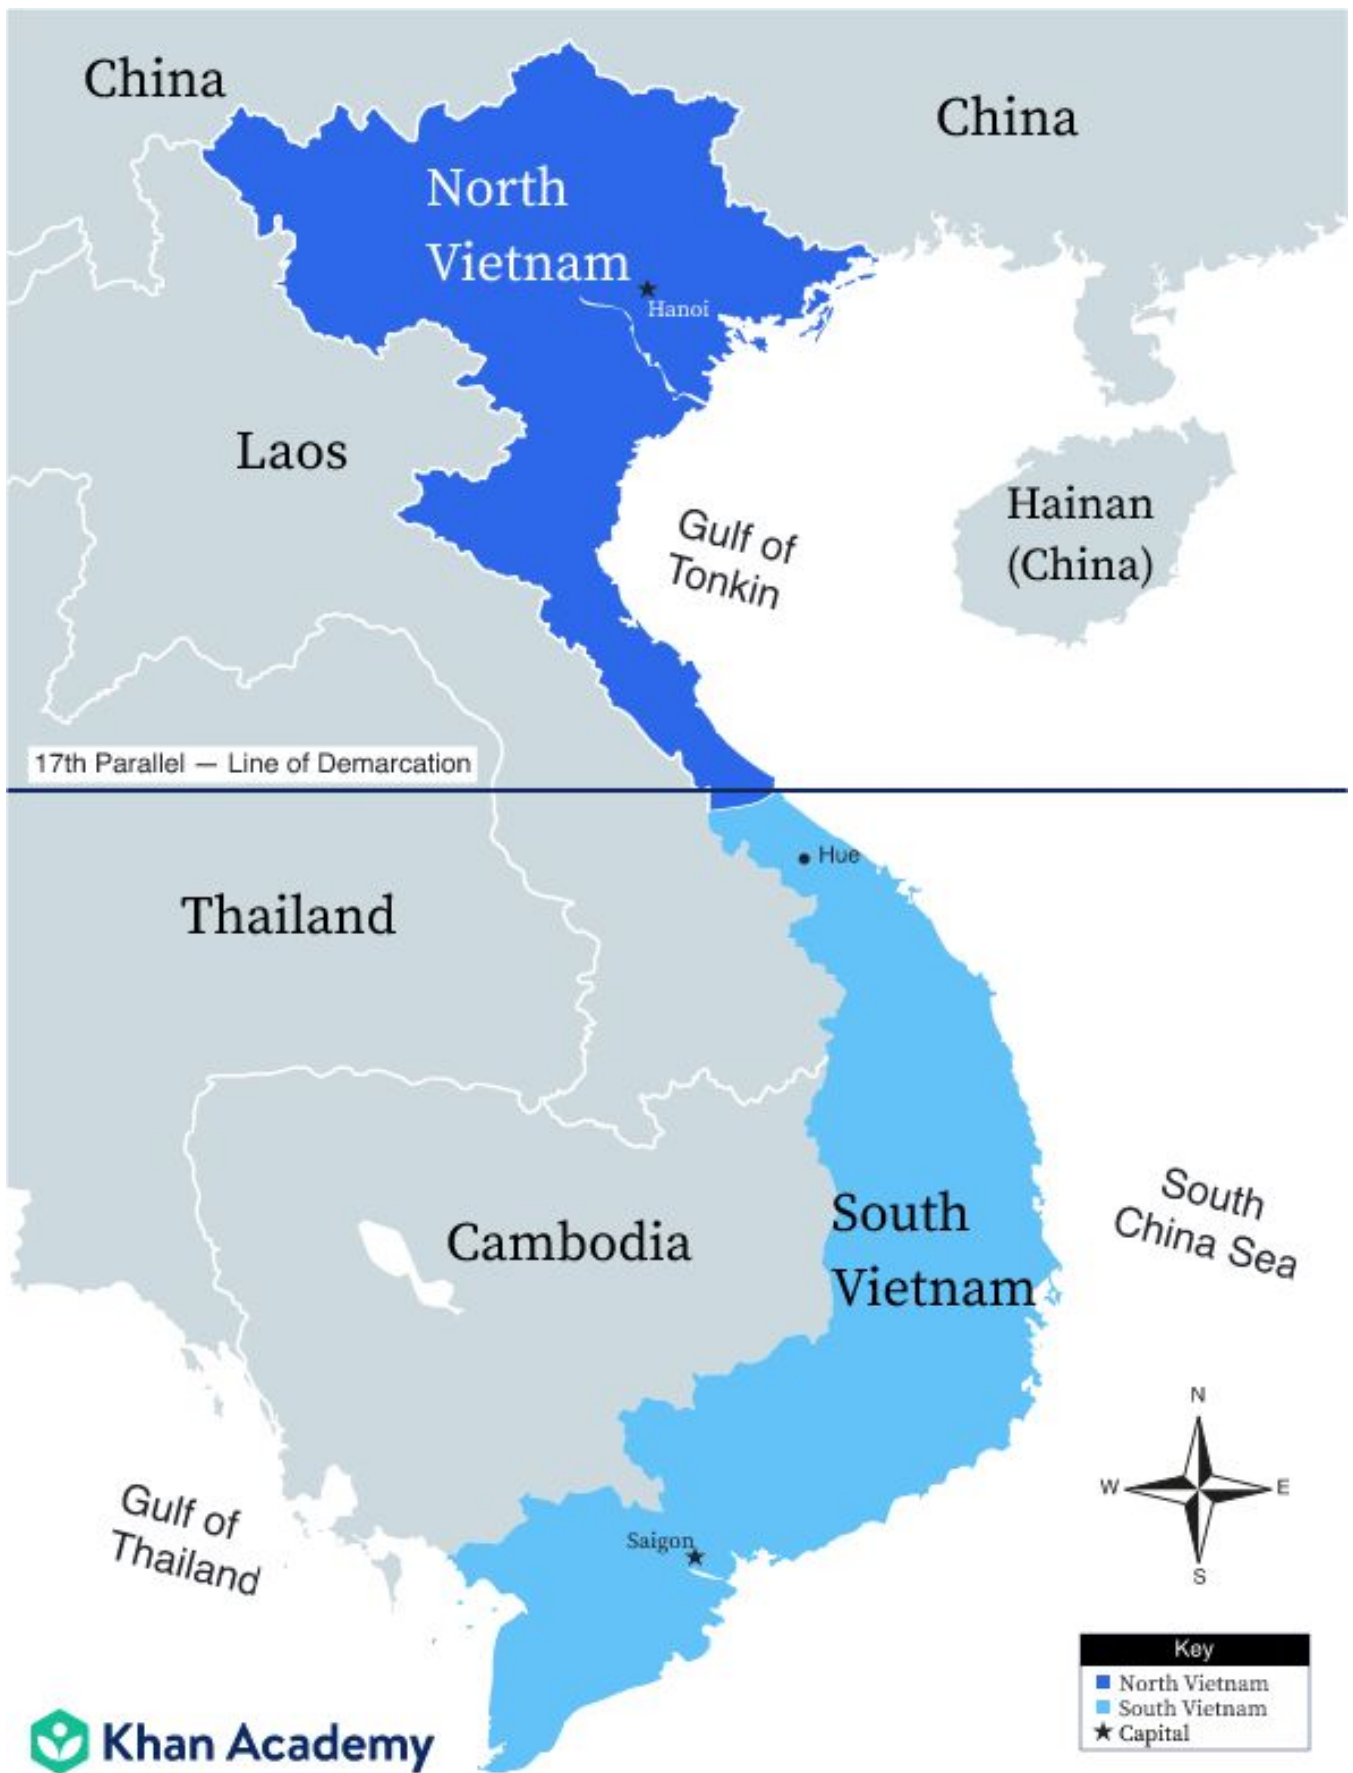 China
China
North
Vietnam
Hanoi
Laos
Gulf of
Tonkin
Hainan
(China)
17th Parallel — Line of Demarcation
Hue
Thailand
South
China Sea
Cambodia
South
Vietnam
N
W
E
S
Gulf of
Thailand
Saigon
Key
North Vietnam
South Vietnam
Capital
Khan Academy